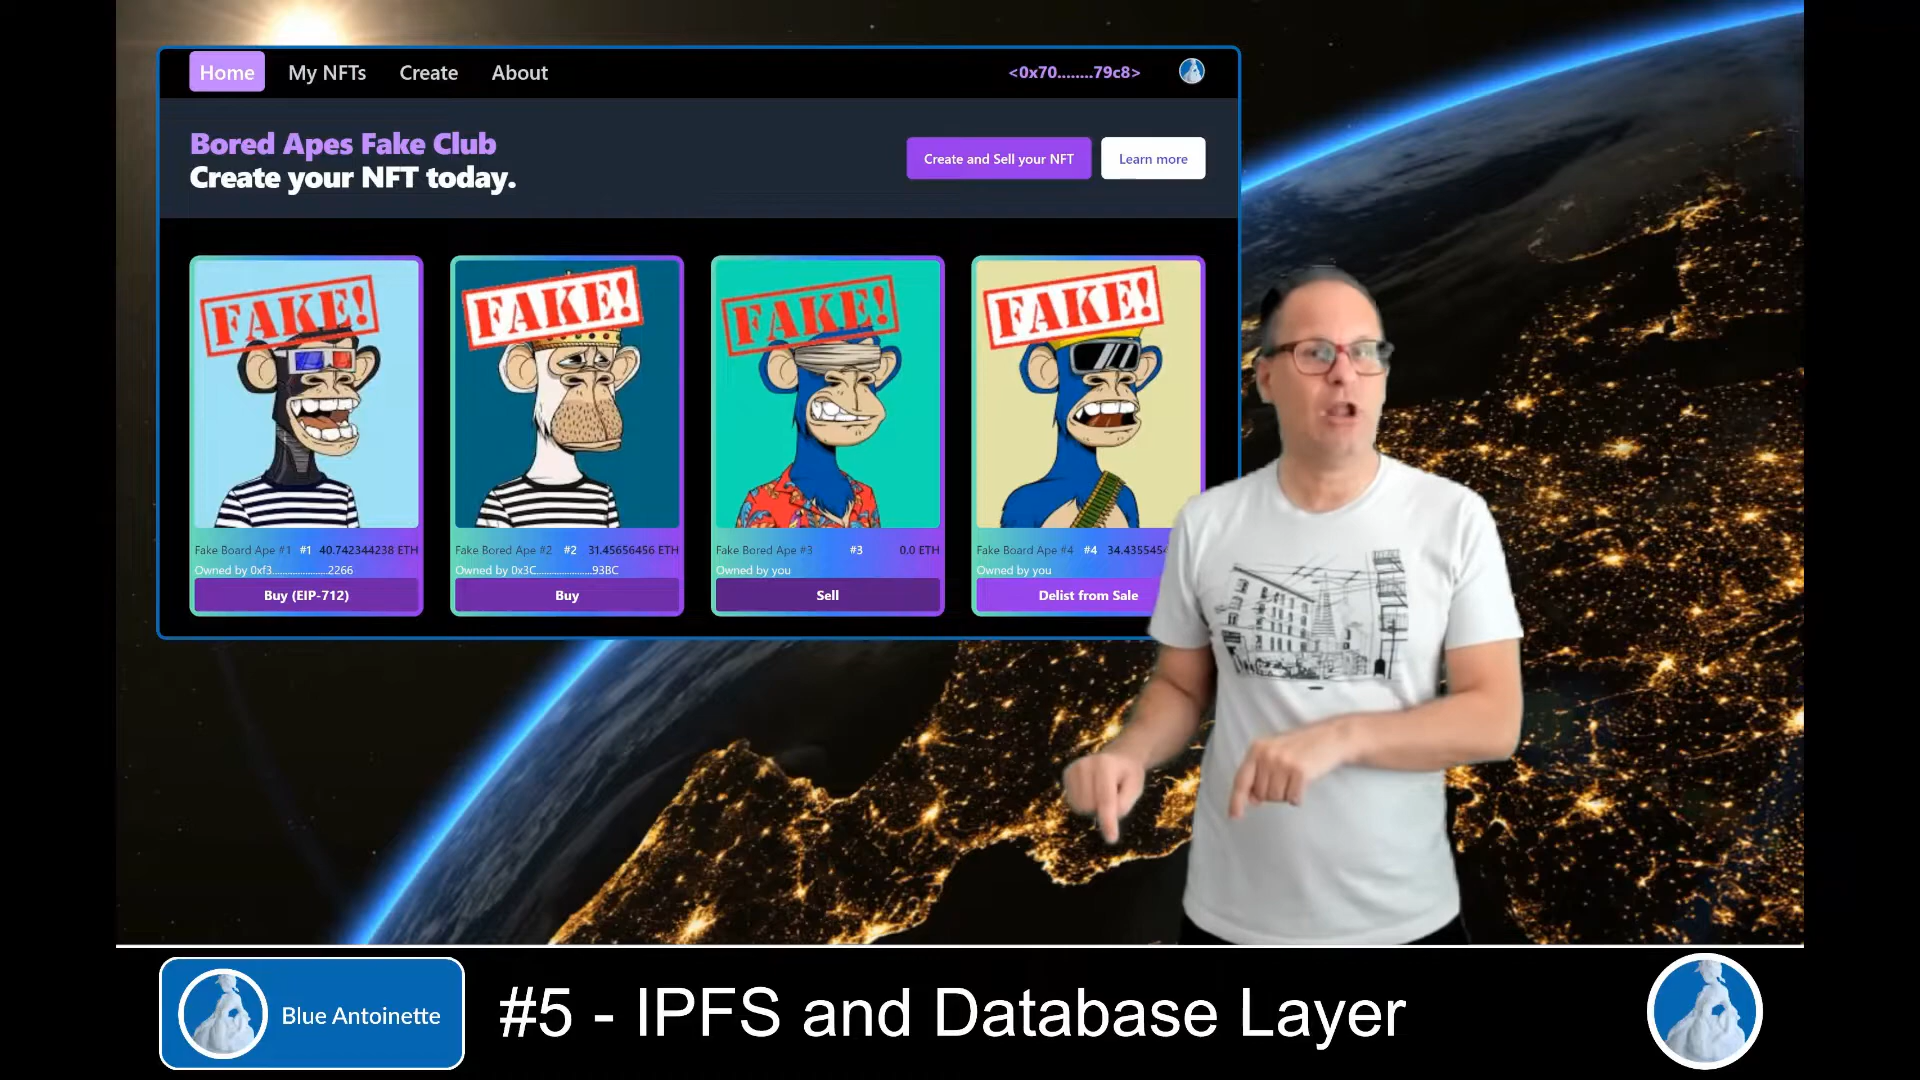 Home My NFTs Create About <0x70........79c8>
Bored Apes Fake Club
Create your NFT today.
Create and Sell your NFT Learn more
FAKE! FAKE! FAKE! FAKE!
Fake Board Ape #1 #1 40.742344238 ETH
Owned by 0xf3......................2266
Buy (EIP-712)
Fake Bored Ape #2 #2 31.45656456 ETH
Owned by 0x3C......................93BC
Buy
Fake Bored Ape #3 #3 0.0 ETH
Owned by you
Sell
Fake Board Ape #4 #4 34.435545
Owned by you
Delist from Sale
Blue Antoinette #5 - IPFS and Database Layer